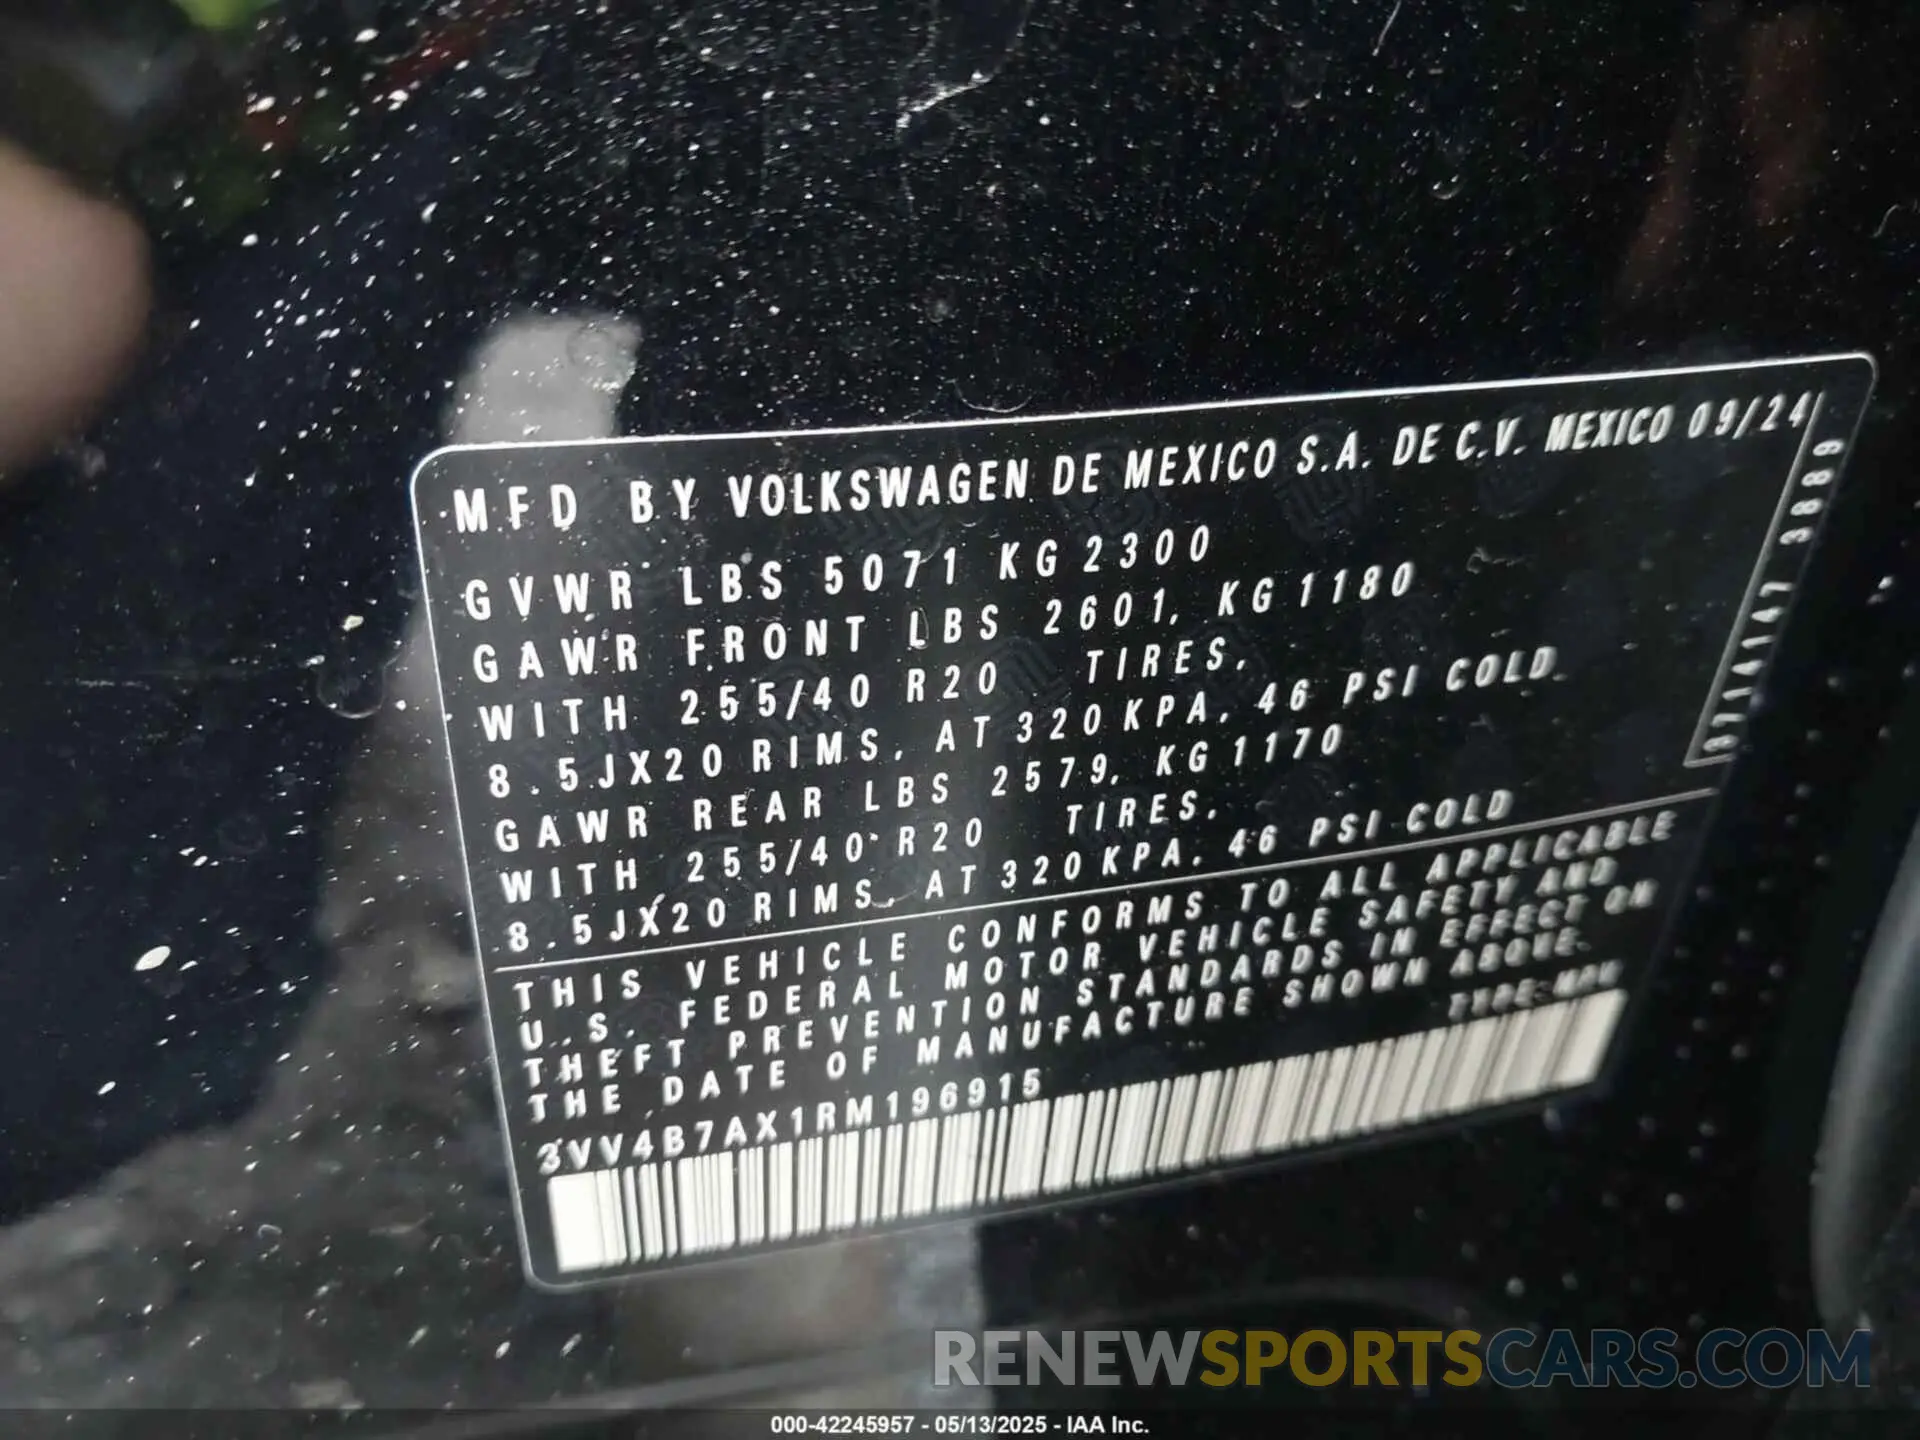 MFD BY VOLKSWAGEN DE MEXICO S.A. DE C.V. MEXICO 09/24
GVWR LBS 5071 KG 2300
GAWR FRONT LBS 2601, KG 1180
WITH 255/40 R20 TIRES,
8.5JX20 RIMS, AT 320 KPA, 46 PSI COLD
GAWR REAR LBS 2579, KG 1170
WITH 255/40 R20 TIRES,
8.5JX20 RIMS, AT 320 KPA, 46 PSI COLD
8714147 3889
THIS VEHICLE CONFORMS TO ALL APPLICABLE
U.S. FEDERAL MOTOR VEHICLE SAFETY AND
THEFT PREVENTION STANDARDS IN EFFECT ON
THE DATE OF MANUFACTURE SHOWN ABOVE.
TYPE: MPV
3VV4B7AX1RM196915
RENEWSPORTSCARS.COM
000-42245957 - 05/13/2025 - IAA Inc.